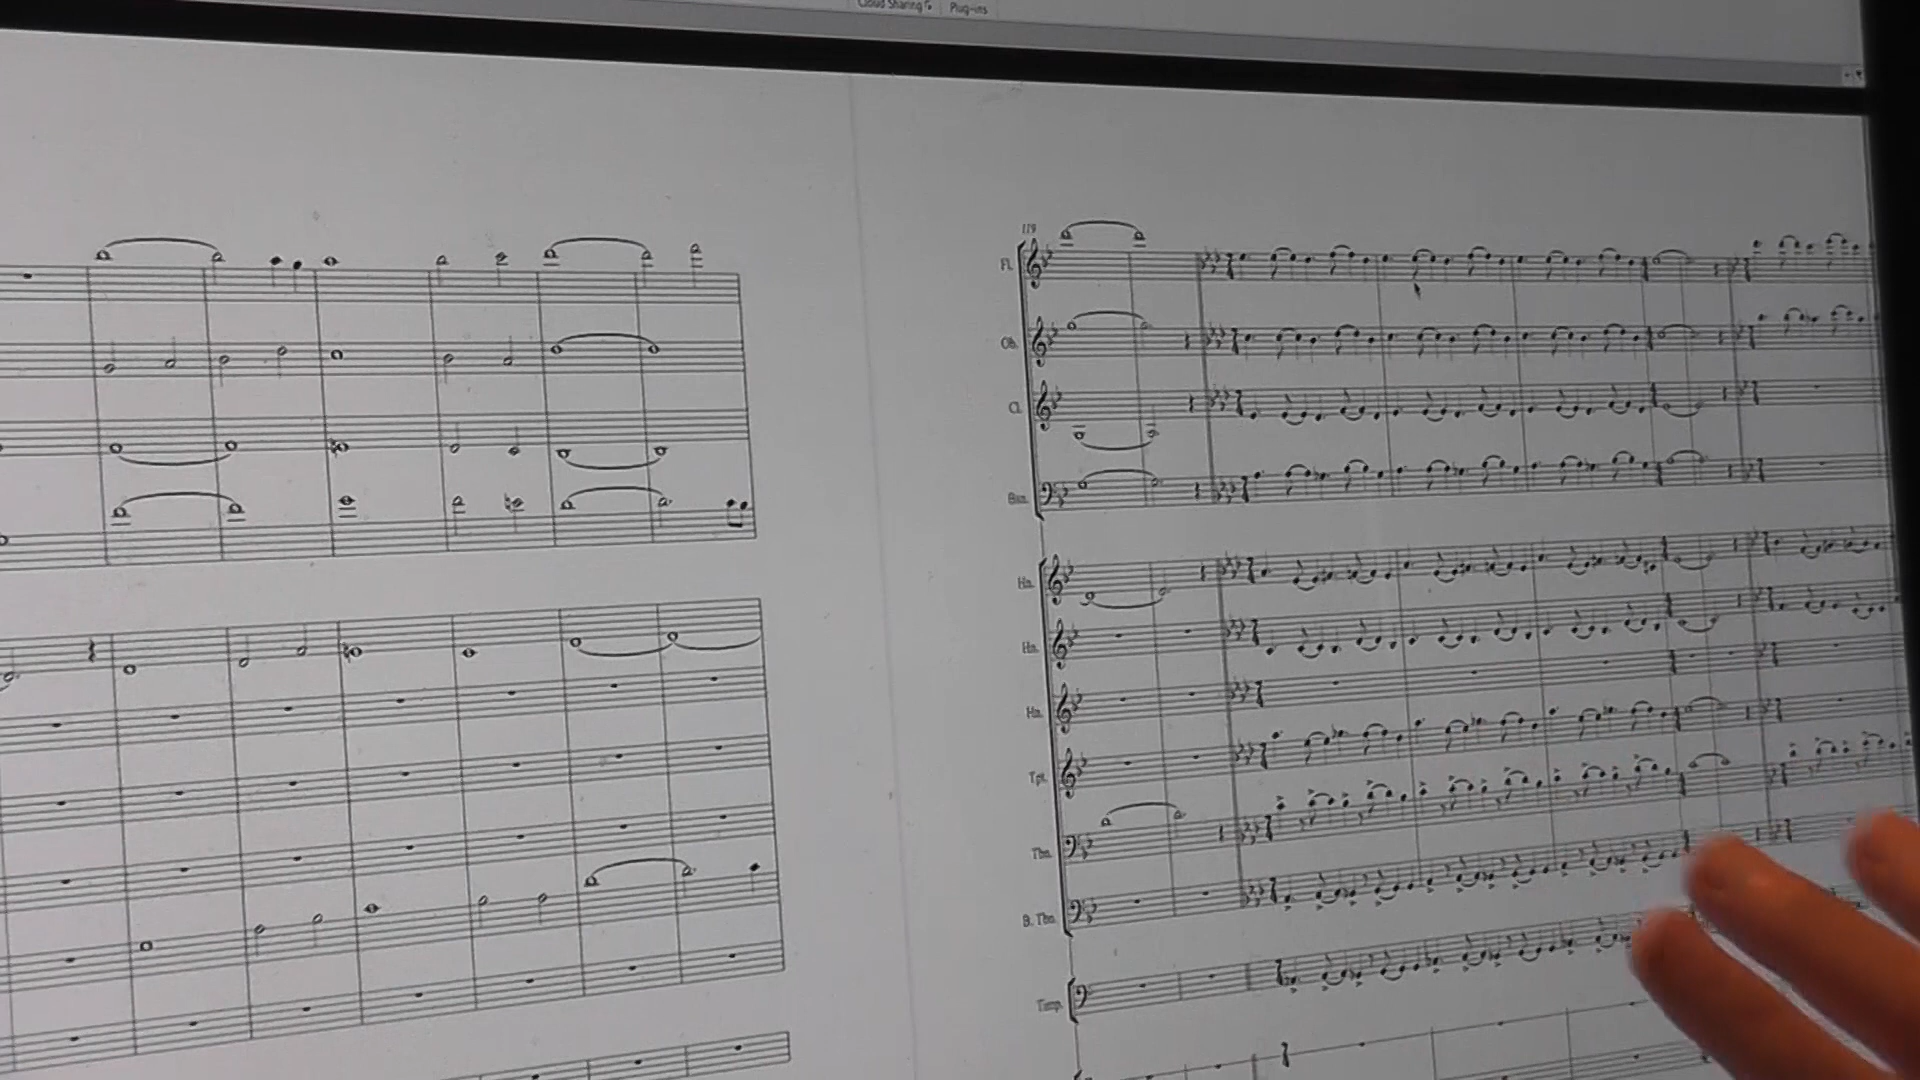 Cloud Sharing Plug-ins
119
Fl.
Ob.
Cl.
Bsn.
Hn.
Hn.
Hn.
Tpt.
Tbn.
B. Tbn.
Timp.